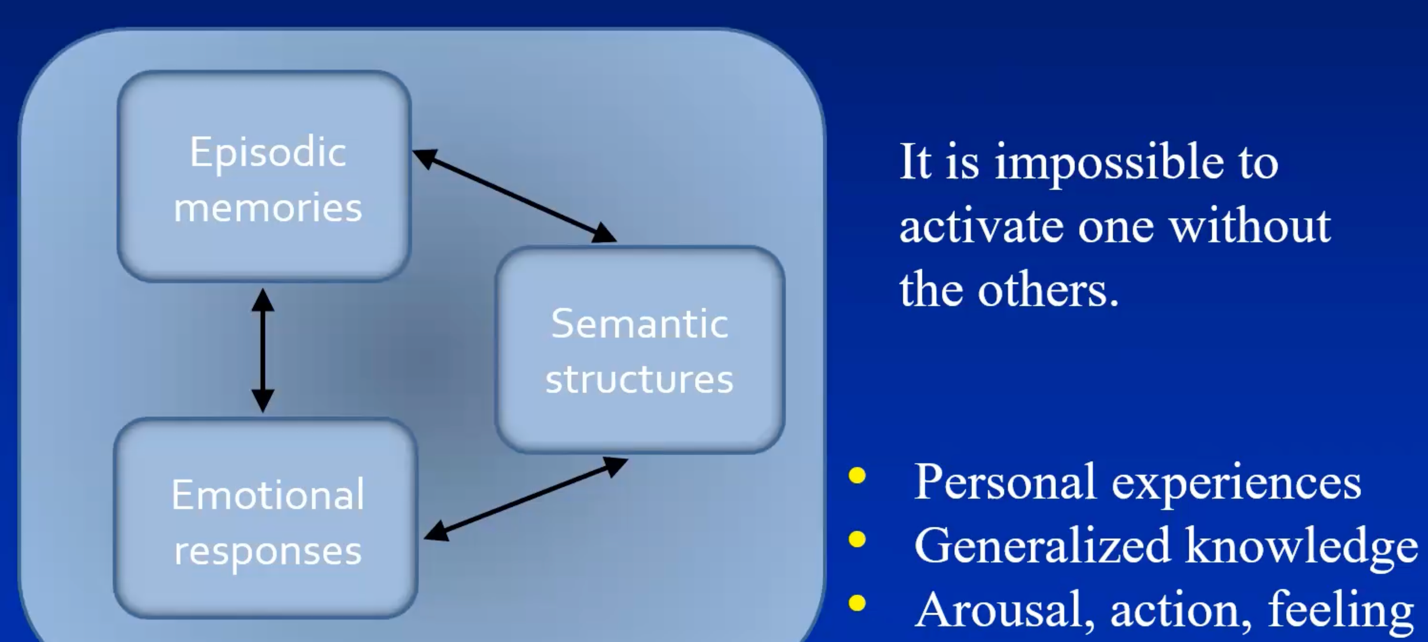 Episodic
memories
Semantic
structures
Emotional
responses
It is impossible to
activate one without
the others.
• Personal experiences
• Generalized knowledge
• Arousal, action, feeling